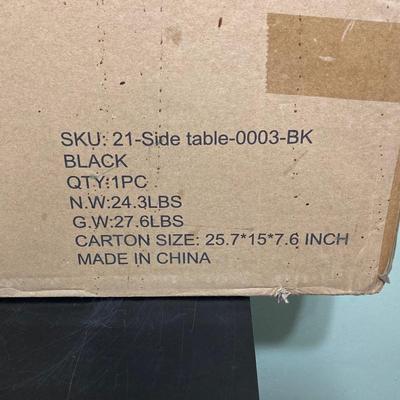 SKU: 21-Side table-0003-BK
BLACK
QTY:1PC
N.W:24.3LBS
G.W:27.6LBS
CARTON SIZE: 25.7*15*7.6 INCH
MADE IN CHINA